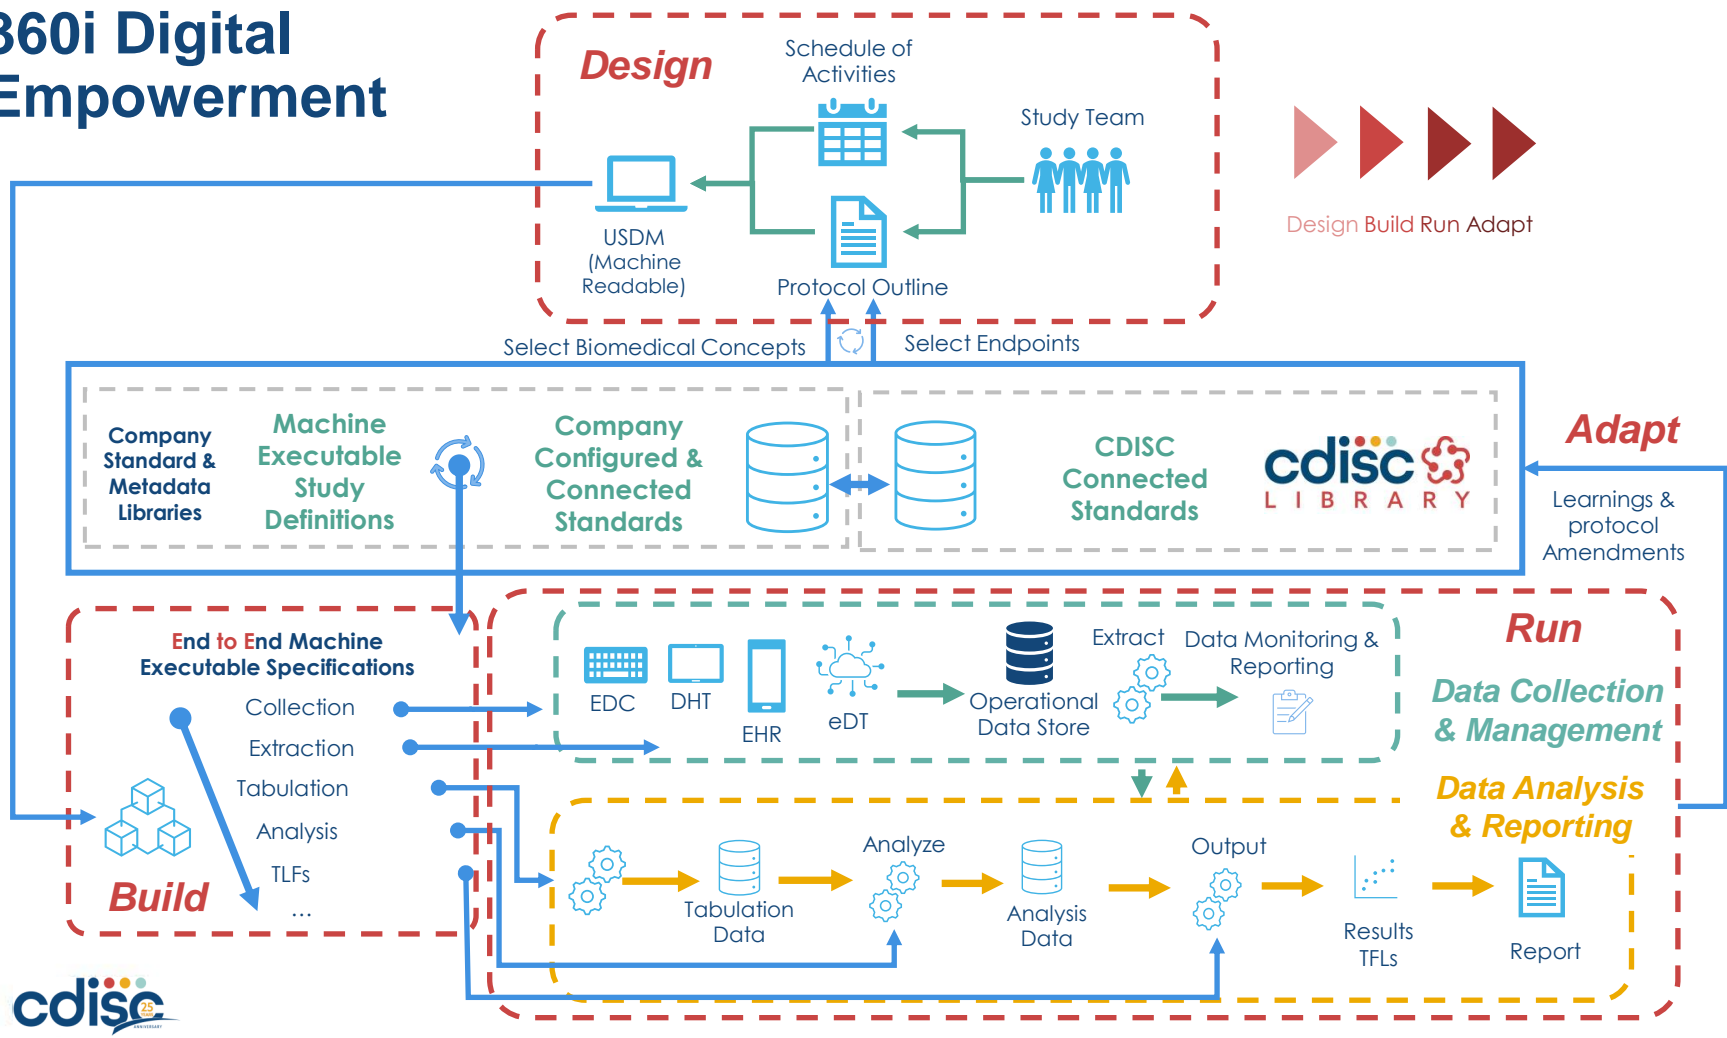 360i Digital
Empowerment
Design
Schedule of
Activities
Study Team
USDM
(Machine
Readable)
Protocol Outline
Design Build Run Adapt
Select Biomedical Concepts
Select Endpoints
Company
Standard &
Metadata
Libraries
Machine
Executable
Study
Definitions
Company
Configured &
Connected
Standards
CDISC
Connected
Standards
cdisc
LIBRARY
Adapt
Learnings &
protocol
Amendments
End to End Machine
Executable Specifications
Collection
Extraction
Tabulation
Analysis
TLFs
...
Build
EDC
DHT
EHR
eDT
Operational
Data Store
Extract
Data Monitoring &
Reporting
Run
Data Collection
& Management
Data Analysis
& Reporting
Tabulation
Data
Analyze
Analysis
Data
Output
Results
TFLs
Report
cdisc
25
YEARS
ANNIVERSARY